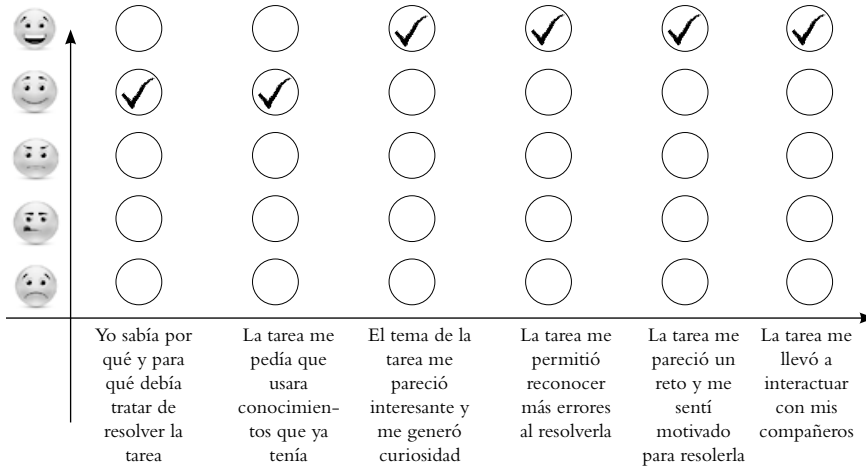 Yo sabía por
qué y para
qué debía
tratar de
resolver la
tarea
La tarea me
pedía que
usara
conocimien-
tos que ya
tenía
El tema de la
tarea me
pareció
interesante y
me generó
curiosidad
La tarea me
permitió
reconocer
más errores
al resolverla
La tarea me
pareció un
reto y me
sentí
motivado
para resolerla
La tarea me
llevó a
interactuar
con mis
compañeros